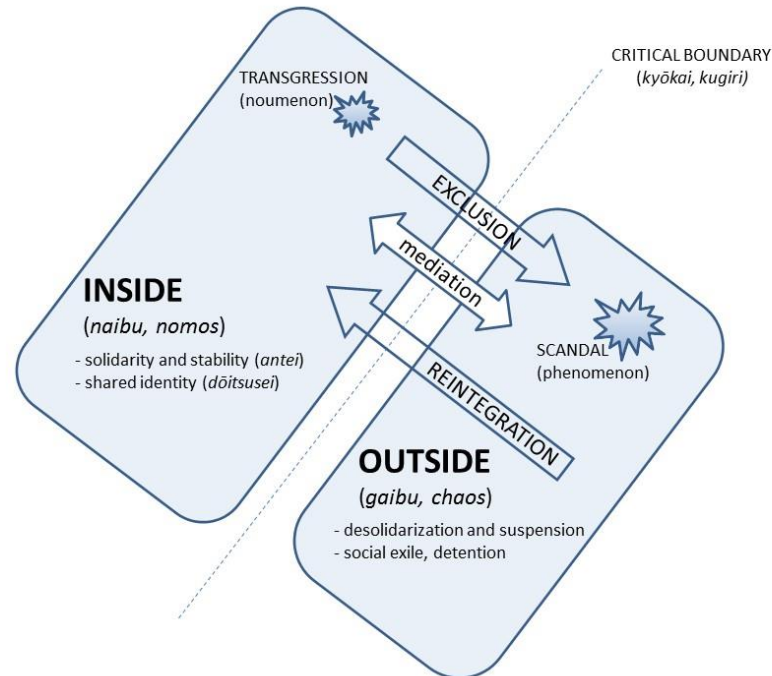 TRANSGRESSION
(noumenon)
CRITICAL BOUNDARY
(kyōkai, kugiri)
EXCLUSION
mediation
REINTEGRATION
INSIDE
(naibu, nomos)
- solidarity and stability (antei)
- shared identity (dōitsusei)
SCANDAL
(phenomenon)
OUTSIDE
(gaibu, chaos)
- desolidarization and suspension
- social exile, detention